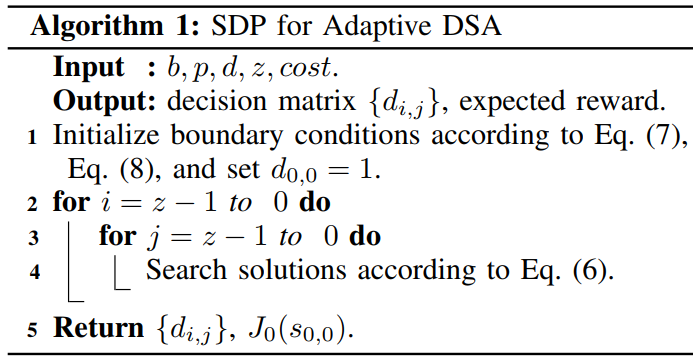 Algorithm 1: SDP for Adaptive DSA
Input : b, p, d, z, cost.
Output: decision matrix {d_{i,j}}, expected reward.
1 Initialize boundary conditions according to Eq. (7),
Eq. (8), and set d_{0,0} = 1.
2 for i = z − 1 to 0 do
3 for j = z − 1 to 0 do
4 Search solutions according to Eq. (6).
5 Return {d_{i,j}}, J_0(s_{0,0}).